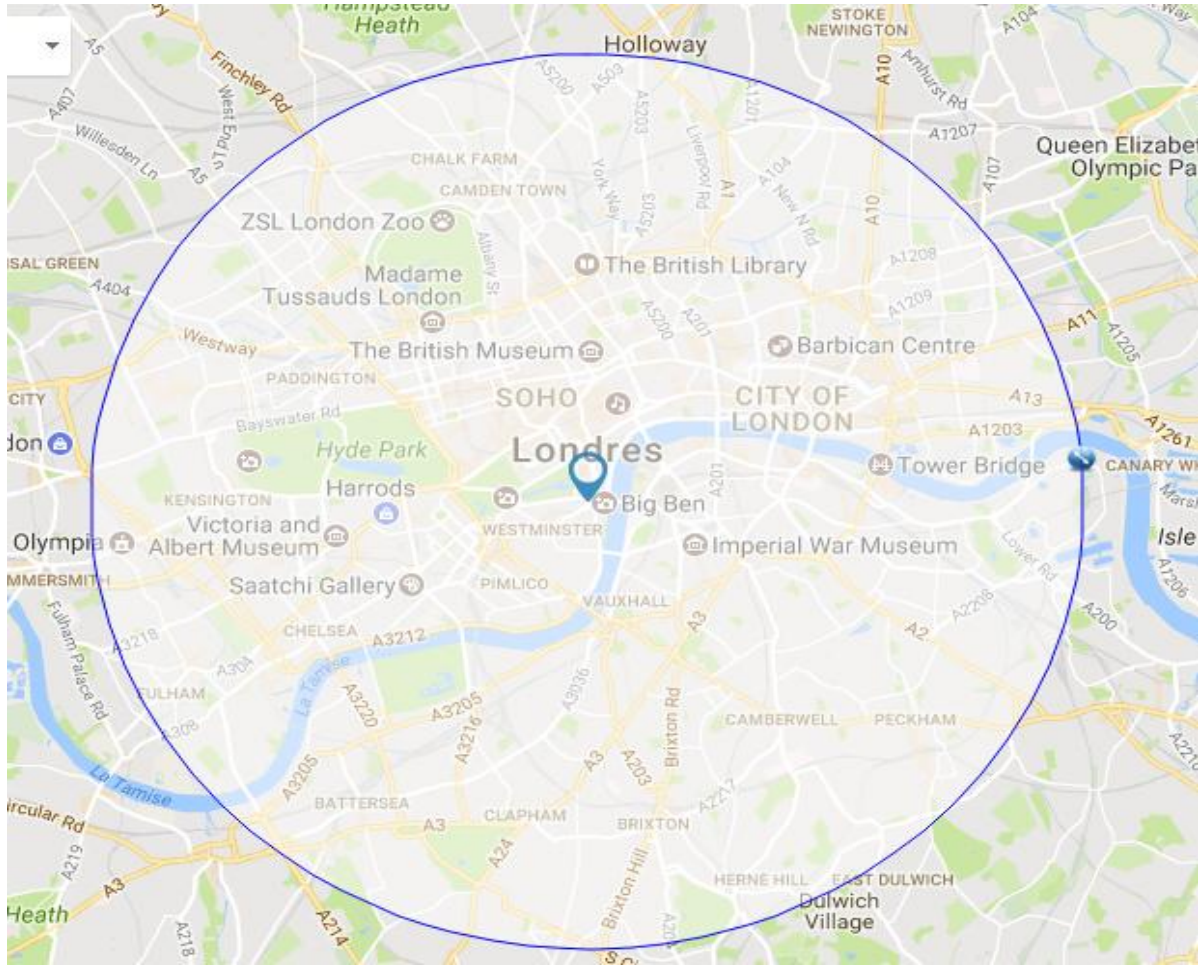 Hampstead
Heath
STOKE
NEWINGTON
A104
A5
Holloway
A10
Amhurst Rd
Finchley Rd
A5200
A503
A5203
A1201
A407
West End Ln
Willesden Ln
A5
Liverpool Rd
A1207
A104
A107
Queen Elizabet
Olympic Pa
CHALK FARM
York Way
A1
CAMDEN TOWN
A5203
New N Rd
A10
ZSL London Zoo
Albany St
SAL GREEN
A404
The British Library
A1208
Madame
Tussauds London
A5200
A201
A1209
A11
A1205
Westway
The British Museum
Barbican Centre
PADDINGTON
CITY
SOHO
CITY OF
LONDON
A13
Bayswater Rd
A1203
A1261
don
Hyde Park
Londres
A201
Tower Bridge
CANARY WH
KENSINGTON
Harrods
Big Ben
Marsh
Victoria and
Albert Museum
WESTMINSTER
Olympia
Imperial War Museum
Lower Rd
Isle
MMERSMITH
Saatchi Gallery
PIMLICO
A1206
VAUXHALL
A2208
A200
Fulham Palace Rd
A3218
CHELSEA
A3212
A3
A2
A304
La Tamise
A3036
FULHAM
A3220
A3205
A308
A3216
Brixton Rd
CAMBERWELL
PECKHAM
A3
A203
La Tamise
A3205
A2217
BATTERSEA
CLAPHAM
BRIXTON
ircular Rd
A3
A219
A24
A3
Brixton Hill
HERNE HILL
EAST DULWICH
Dulwich
Village
Heath
A218
A214